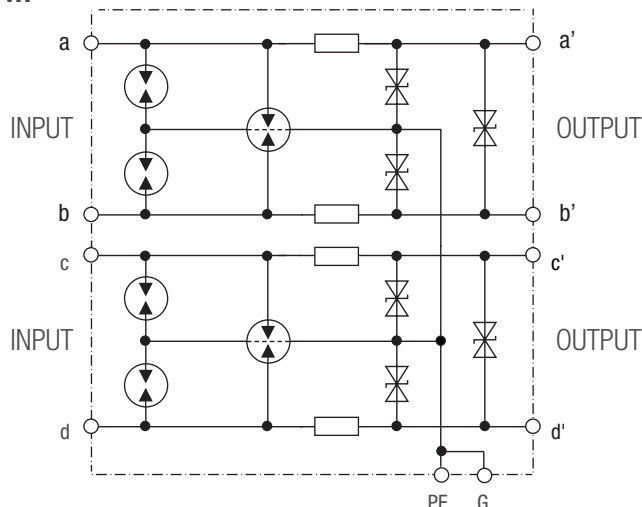 a a’
INPUT OUTPUT
b b’
c c'
INPUT OUTPUT
d d'
PE G